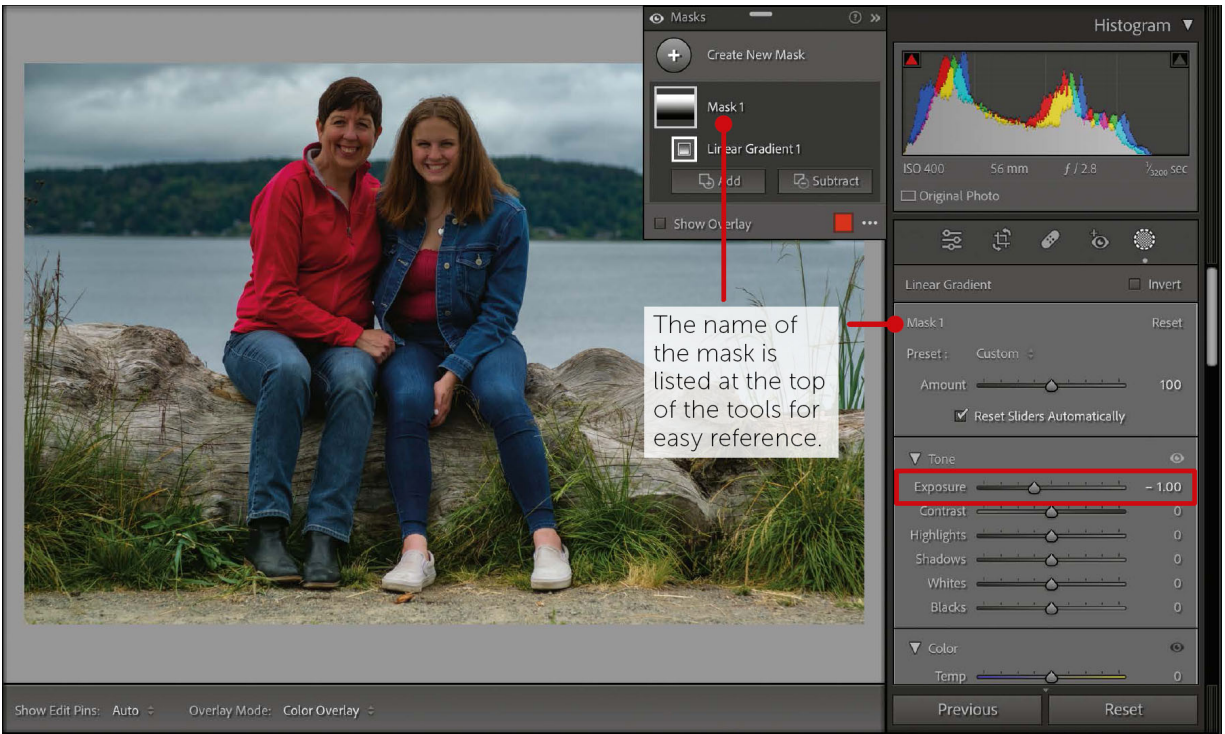 Masks
Create New Mask
Mask 1
Linear Gradient 1
Add Subtract
Show Overlay
The name of
the mask is
listed at the top
of the tools for
easy reference.
Histogram
ISO 400 56 mm ƒ / 2.8 1/3200 sec
Original Photo
Linear Gradient Invert
Mask 1 Reset
Preset : Custom
Amount 100
Reset Sliders Automatically
Tone
Exposure – 1.00
Contrast 0
Highlights 0
Shadows 0
Whites 0
Blacks 0
Color
Temp 0
Show Edit Pins: Auto Overlay Mode: Color Overlay
Previous Reset